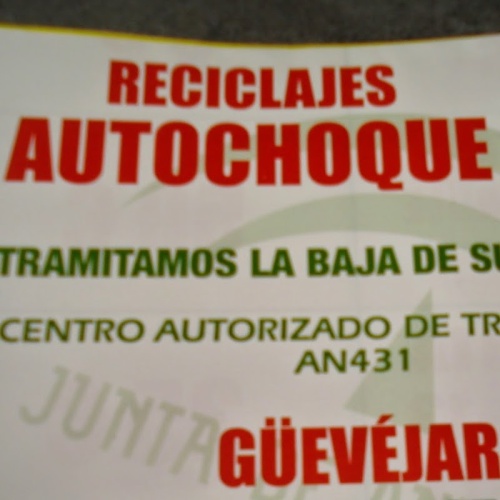 RECICLAJES
AUTOCHOQUE
TRAMITAMOS LA BAJA DE SU
CENTRO AUTORIZADO DE TR
AN431
JUNTA
GÜEVÉJAR